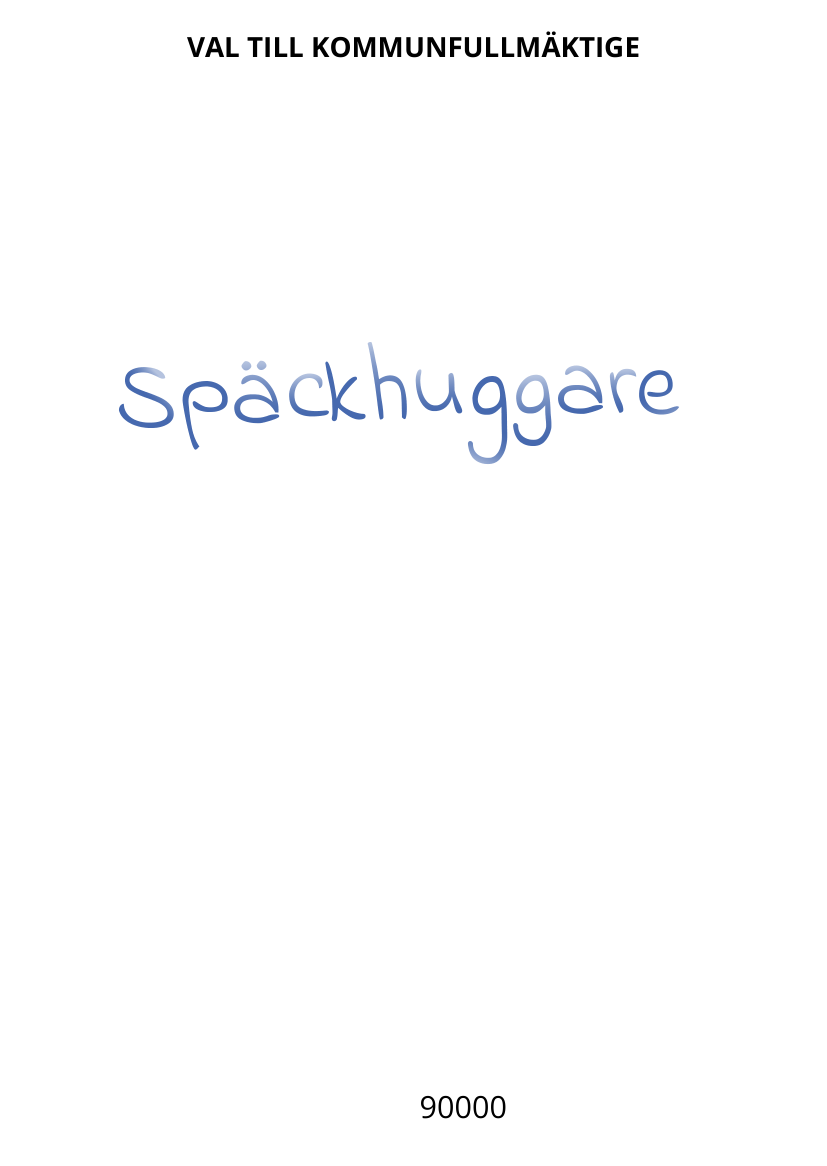 VAL TILL KOMMUNFULLMÄKTIGE
Späckhuggare
90000